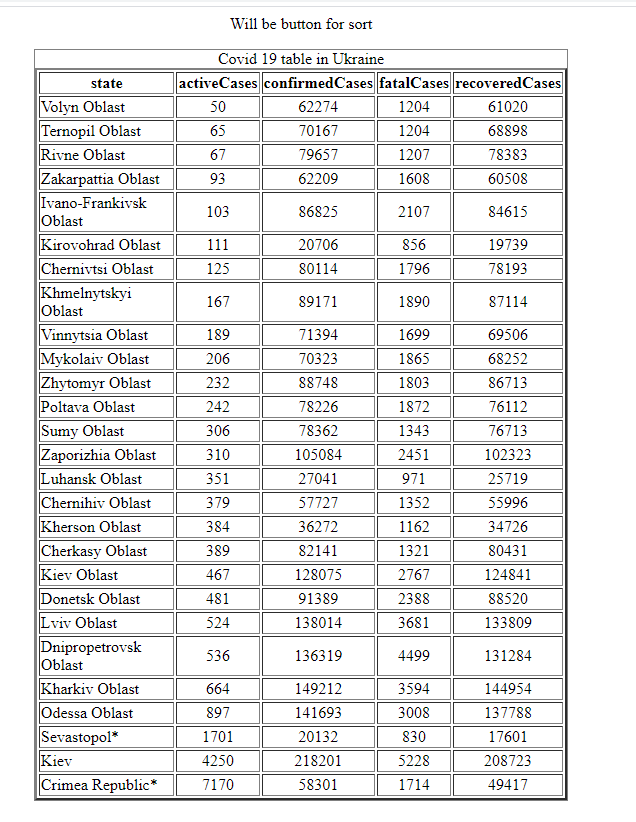 Will be button for sort
Covid 19 table in Ukraine
state activeCases confirmedCases fatalCases recoveredCases
Volyn Oblast 50 62274 1204 61020
Ternopil Oblast 65 70167 1204 68898
Rivne Oblast 67 79657 1207 78383
Zakarpattia Oblast 93 62209 1608 60508
Ivano-Frankivsk
Oblast 103 86825 2107 84615
Kirovohrad Oblast 111 20706 856 19739
Chernivtsi Oblast 125 80114 1796 78193
Khmelnytskyi
Oblast 167 89171 1890 87114
Vinnytsia Oblast 189 71394 1699 69506
Mykolaiv Oblast 206 70323 1865 68252
Zhytomyr Oblast 232 88748 1803 86713
Poltava Oblast 242 78226 1872 76112
Sumy Oblast 306 78362 1343 76713
Zaporizhia Oblast 310 105084 2451 102323
Luhansk Oblast 351 27041 971 25719
Chernihiv Oblast 379 57727 1352 55996
Kherson Oblast 384 36272 1162 34726
Cherkasy Oblast 389 82141 1321 80431
Kiev Oblast 467 128075 2767 124841
Donetsk Oblast 481 91389 2388 88520
Lviv Oblast 524 138014 3681 133809
Dnipropetrovsk
Oblast 536 136319 4499 131284
Kharkiv Oblast 664 149212 3594 144954
Odessa Oblast 897 141693 3008 137788
Sevastopol* 1701 20132 830 17601
Kiev 4250 218201 5228 208723
Crimea Republic* 7170 58301 1714 49417